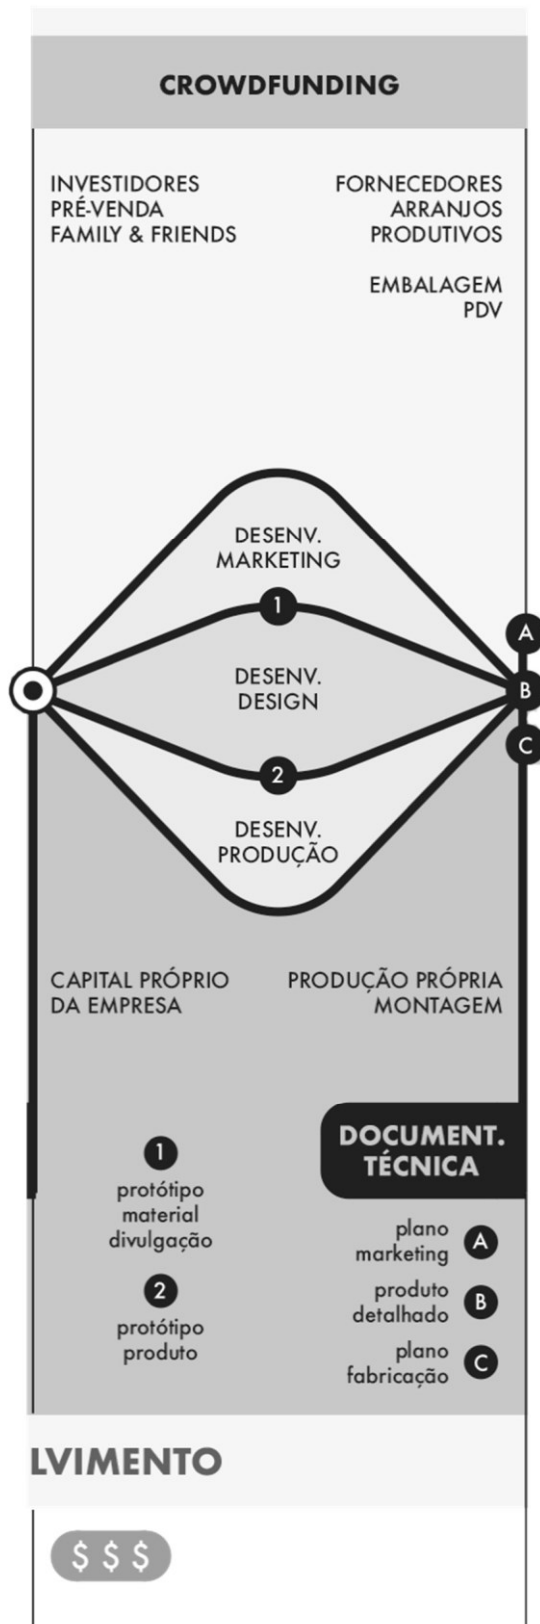 CROWDFUNDING
INVESTIDORES
PRÉ-VENDA
FAMILY & FRIENDS
FORNECEDORES
ARRANJOS
PRODUTIVOS
EMBALAGEM
PDV
DESENV.
MARKETING
1
A
DESENV.
DESIGN
B
C
2
DESENV.
PRODUÇÃO
CAPITAL PRÓPRIO
DA EMPRESA
PRODUÇÃO PRÓPRIA
MONTAGEM
1
protótipo
material
divulgação
2
protótipo
produto
DOCUMENT.
TÉCNICA
plano
marketing
A
produto
detalhado
B
plano
fabricação
C
LVIMENTO
$ $ $